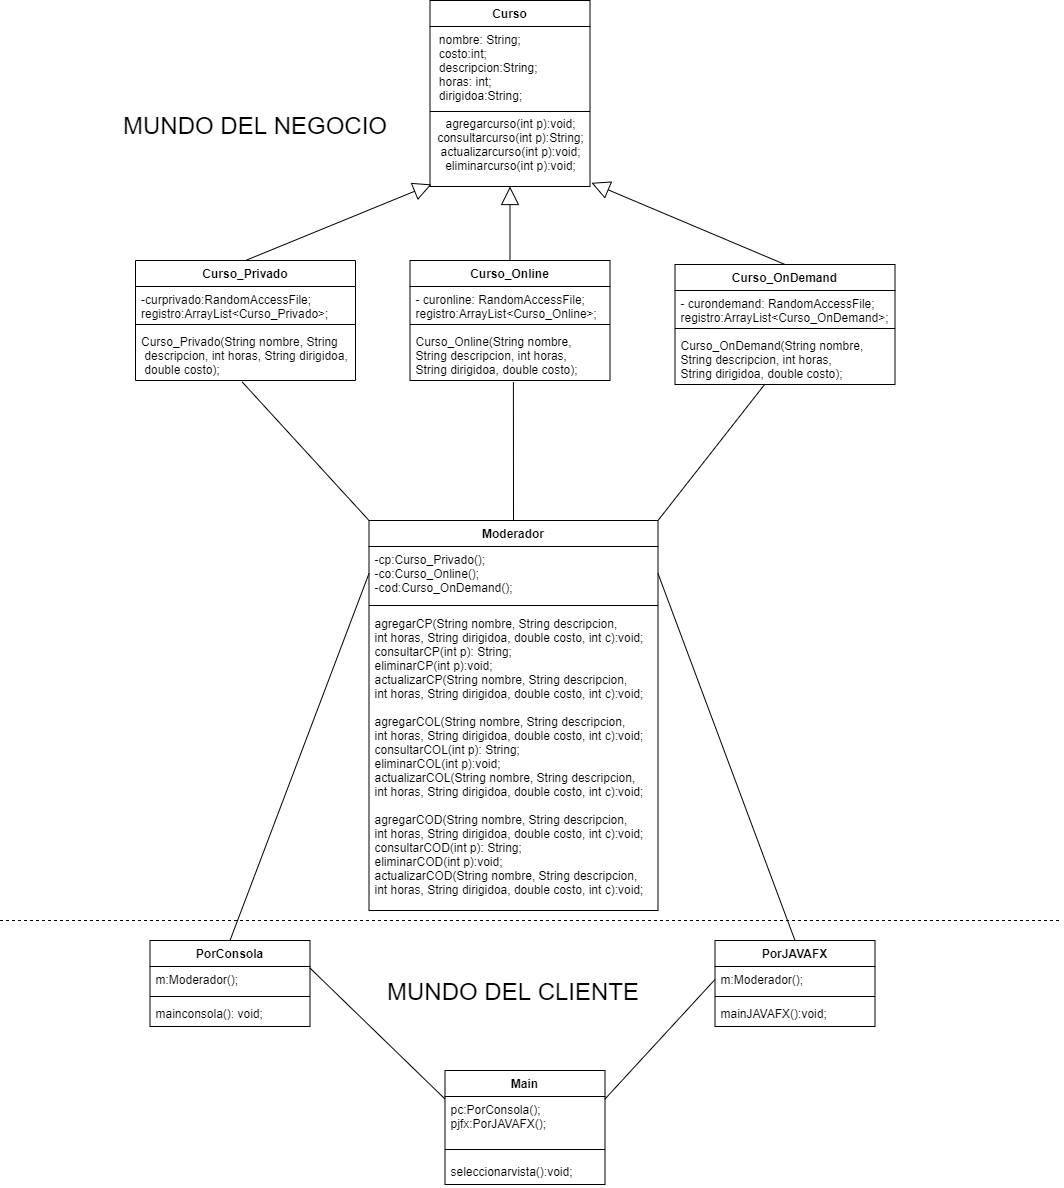 Curso
nombre: String;
costo:int;
descripcion:String;
horas: int;
dirigidoa:String;
agregarcurso(int p):void;
consultarcurso(int p):String;
actualizarcurso(int p):void;
eliminarcurso(int p):void;
MUNDO DEL NEGOCIO
Curso_Privado
-curprivado:RandomAccessFile;
registro:ArrayList<Curso_Privado>;
Curso_Privado(String nombre, String
descripcion, int horas, String dirigidoa,
double costo);
Curso_Online
- curonline: RandomAccessFile;
registro:ArrayList<Curso_Online>;
Curso_Online(String nombre,
String descripcion, int horas,
String dirigidoa, double costo);
Curso_OnDemand
- curondemand: RandomAccessFile;
registro:ArrayList<Curso_OnDemand>;
Curso_OnDemand(String nombre,
String descripcion, int horas,
String dirigidoa, double costo);
Moderador
-cp:Curso_Privado();
-co:Curso_Online();
-cod:Curso_OnDemand();
agregarCP(String nombre, String descripcion,
int horas, String dirigidoa, double costo, int c):void;
consultarCP(int p): String;
eliminarCP(int p):void;
actualizarCP(String nombre, String descripcion,
int horas, String dirigidoa, double costo, int c):void;
agregarCOL(String nombre, String descripcion,
int horas, String dirigidoa, double costo, int c):void;
consultarCOL(int p): String;
eliminarCOL(int p):void;
actualizarCOL(String nombre, String descripcion,
int horas, String dirigidoa, double costo, int c):void;
agregarCOD(String nombre, String descripcion,
int horas, String dirigidoa, double costo, int c):void;
consultarCOD(int p): String;
eliminarCOD(int p):void;
actualizarCOD(String nombre, String descripcion,
int horas, String dirigidoa, double costo, int c):void;
PorConsola
m:Moderador();
mainconsola(): void;
MUNDO DEL CLIENTE
PorJAVAFX
m:Moderador();
mainJAVAFX():void;
Main
pc:PorConsola();
pjfx:PorJAVAFX();
seleccionarvista():void;